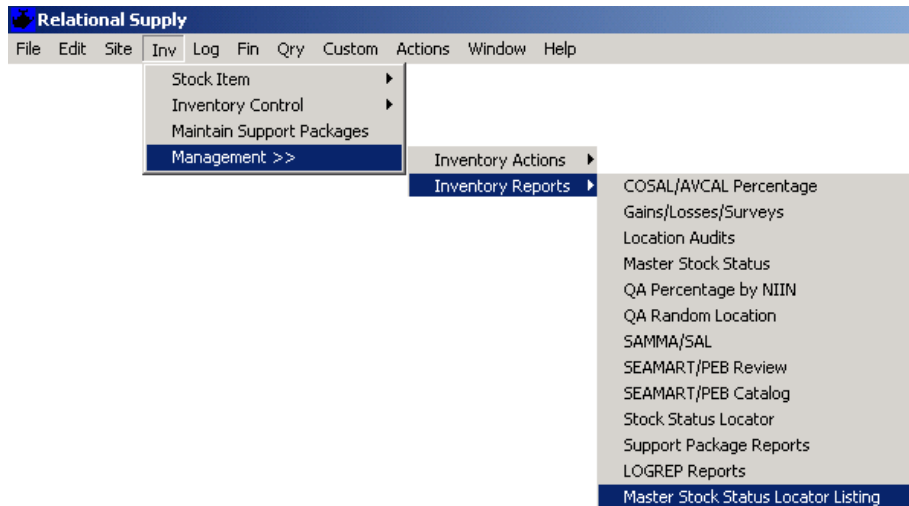 Relational Supply
File Edit Site Inv Log Fin Qry Custom Actions Window Help
Stock Item
Inventory Control
Maintain Support Packages
Management >>
Inventory Actions
Inventory Reports
COSAL/AVCAL Percentage
Gains/Losses/Surveys
Location Audits
Master Stock Status
QA Percentage by NIIN
QA Random Location
SAMMA/SAL
SEAMART/PEB Review
SEAMART/PEB Catalog
Stock Status Locator
Support Package Reports
LOGREP Reports
Master Stock Status Locator Listing